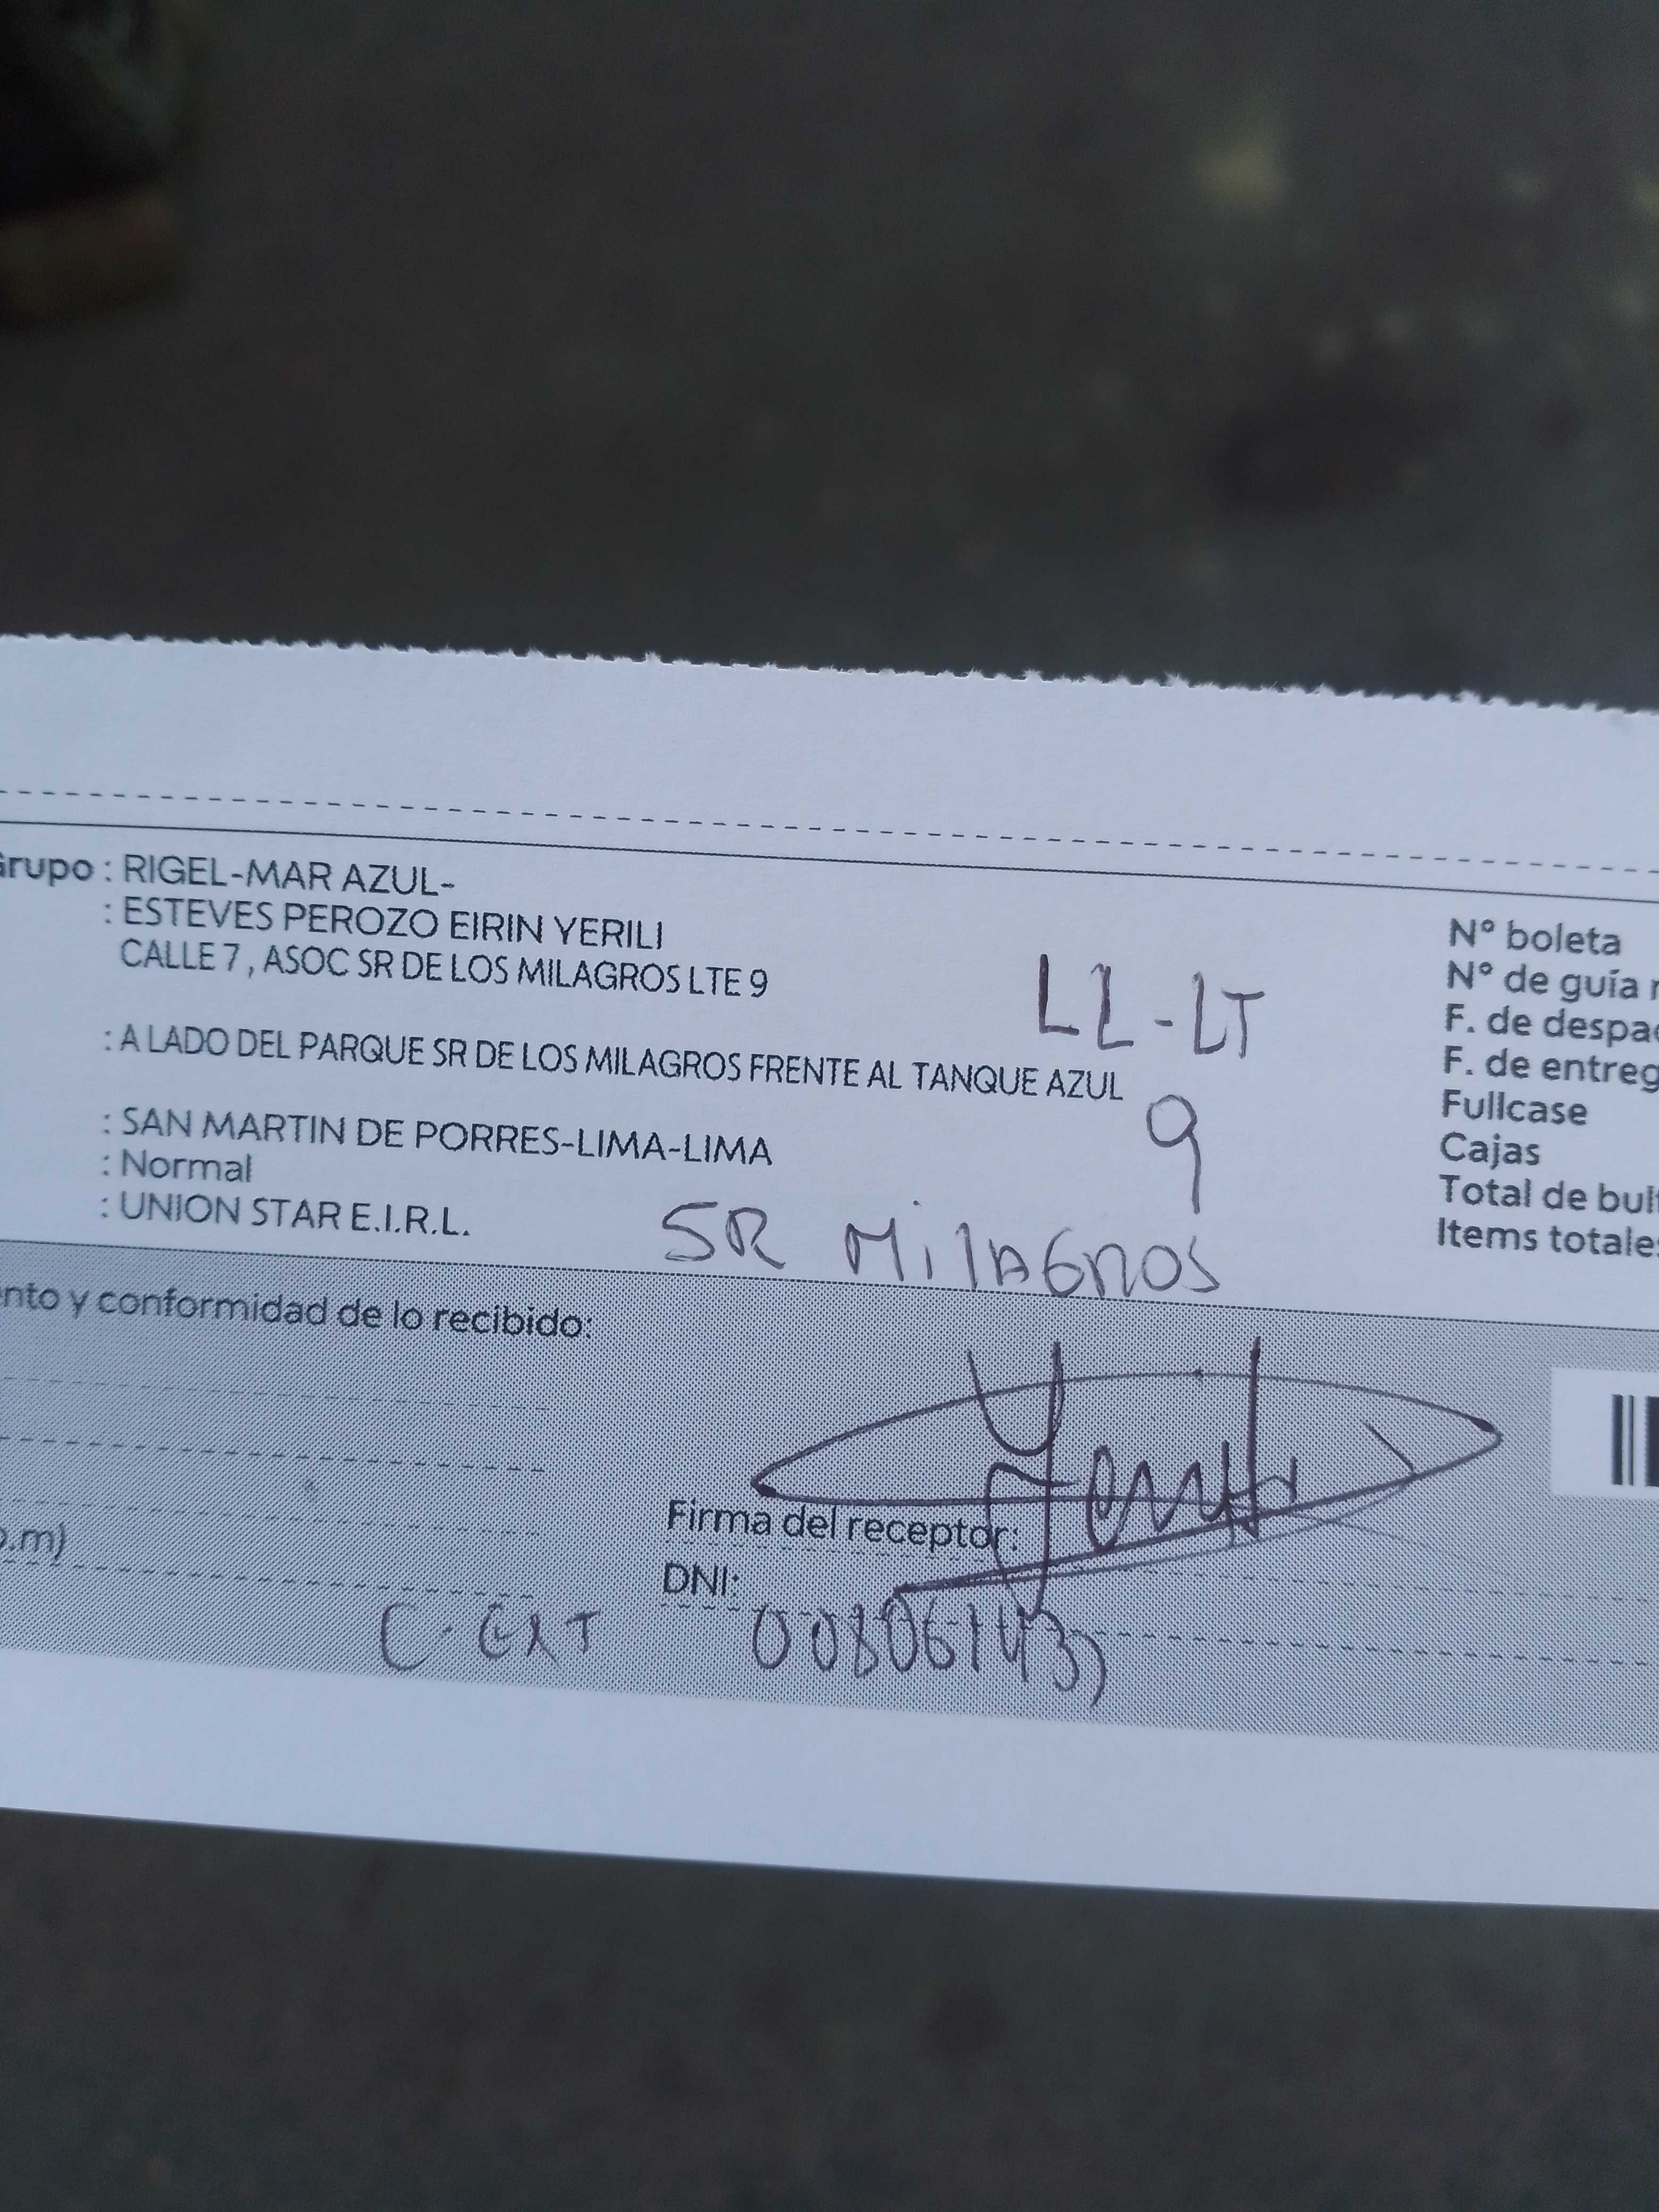 Grupo : RIGEL-MAR AZUL-
: ESTEVES PEROZO EIRIN YERILI
CALLE 7 , ASOC SR DE LOS MILAGROS LTE 9
LL-LT
: A LADO DEL PARQUE SR DE LOS MILAGROS FRENTE AL TANQUE AZUL
9
: SAN MARTIN DE PORRES-LIMA-LIMA
: Normal
: UNION STAR E.I.R.L.
SR MilAGros
Nº boleta
Nº de guía
F. de despa
F. de entreg
Fullcase
Cajas
Total de bul
Items totale
nto y conformidad de lo recibido:
Firma del receptor:
DNI:
.m)
C. EXT